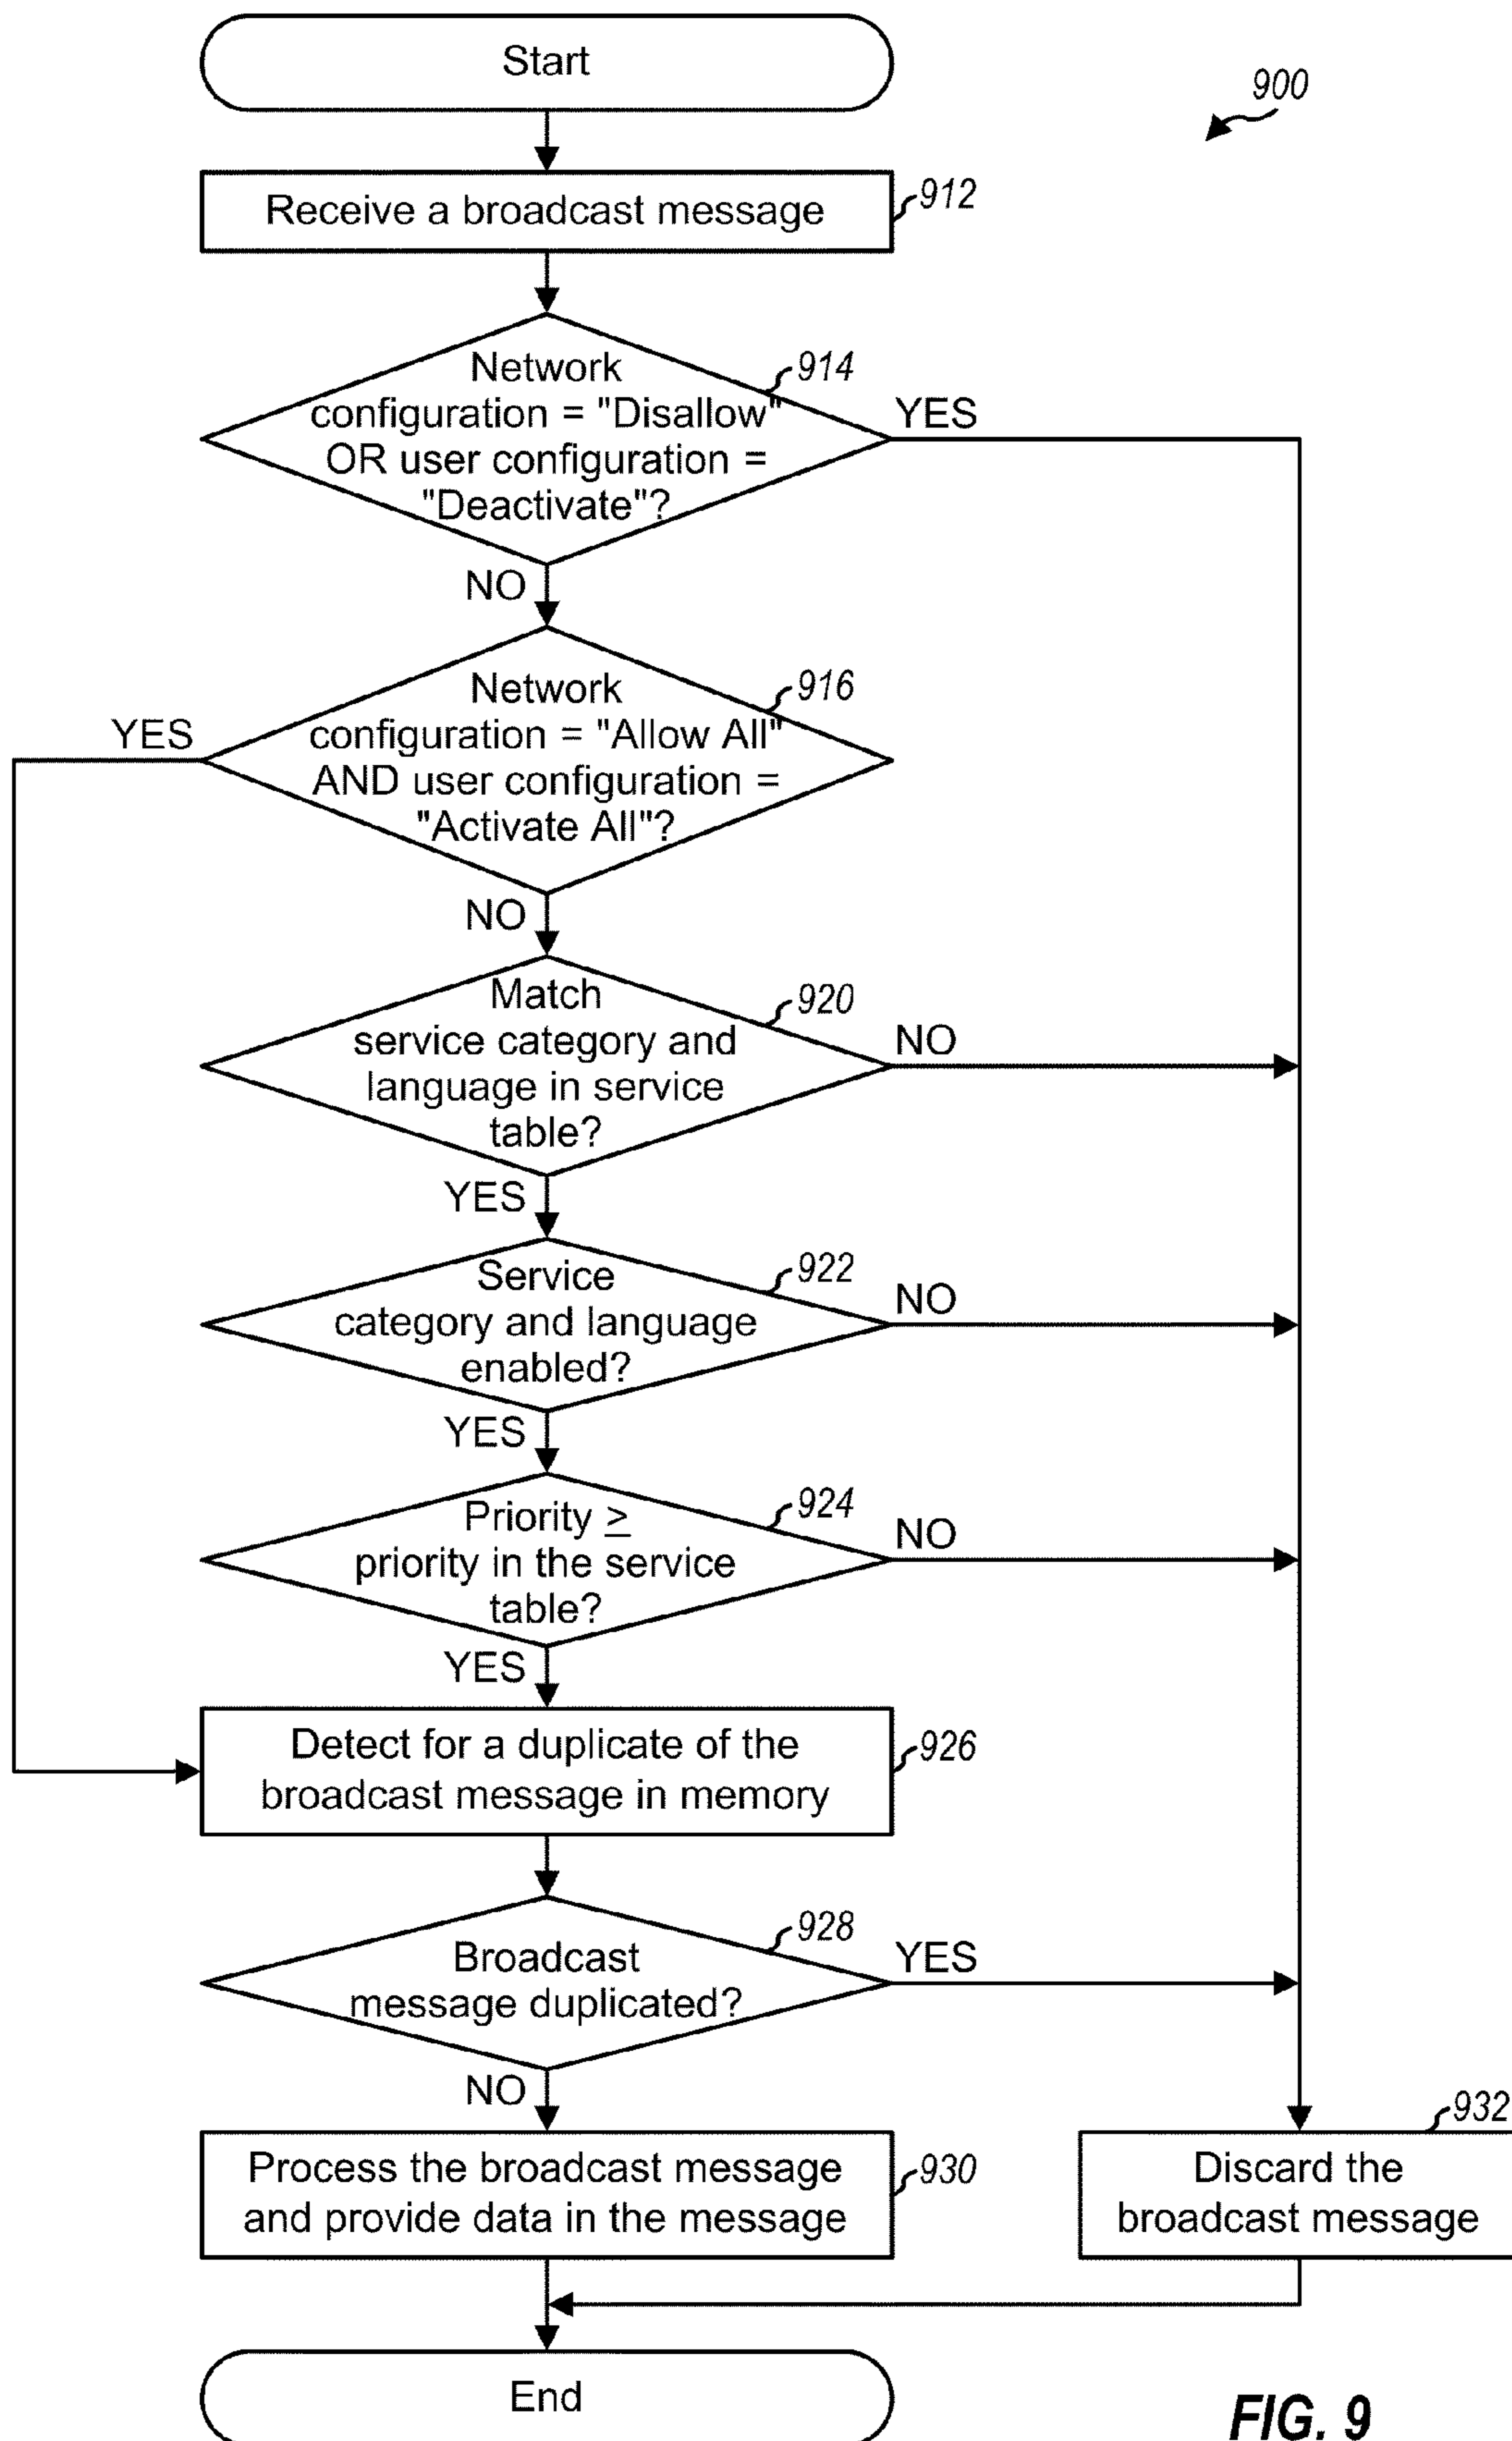 Start
900
Receive a broadcast message
912
Network
configuration = "Disallow"
OR user configuration =
"Deactivate"?
914
YES
NO
Network
configuration = "Allow All"
AND user configuration =
"Activate All"?
916
YES
NO
Match
service category and
language in service
table?
920
NO
YES
Service
category and language
enabled?
922
NO
YES
Priority ≥
priority in the service
table?
924
NO
YES
Detect for a duplicate of the
broadcast message in memory
926
Broadcast
message duplicated?
928
YES
NO
Process the broadcast message
and provide data in the message
930
Discard the
broadcast message
932
End
FIG. 9